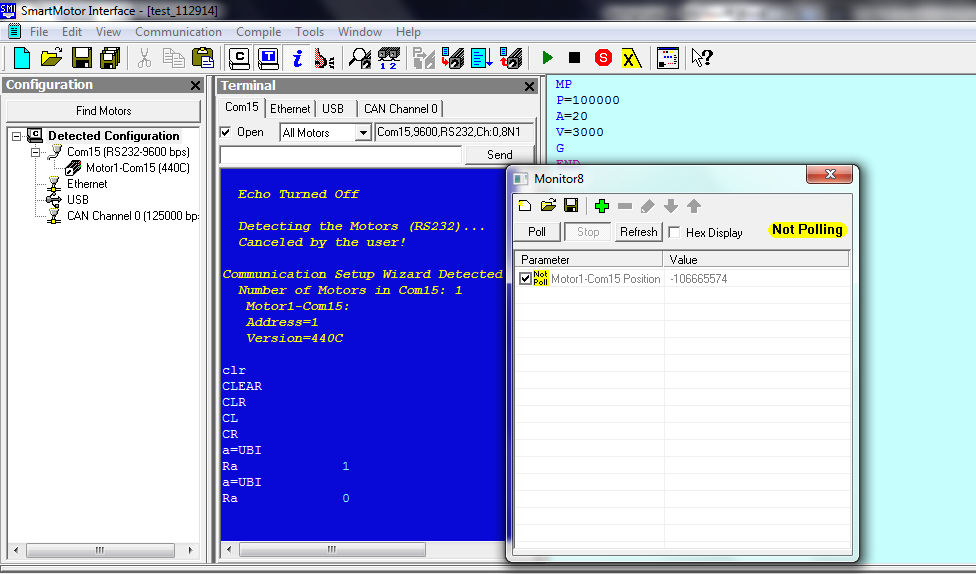 SMI SmartMotor Interface - [test_112914]
File Edit View Communication Compile Tools Window Help
Configuration
Find Motors
Detected Configuration
Com15 (RS232-9600 bps)
Motor1-Com15 (440C)
Ethernet
USB
CAN Channel 0 (125000 bp
Terminal
Com15 Ethernet USB CAN Channel 0
Open All Motors Com15,9600,RS232,Ch:0,8N1
Send
Echo Turned Off
Detecting the Motors (RS232)...
Canceled by the user!
Communication Setup Wizard Detected
Number of Motors in Com15: 1
Motor1-Com15:
Address=1
Version=440C
clr
CLEAR
CLR
CL
CR
a=UBI
Ra 1
a=UBI
Ra 0
MP
P=100000
A=20
V=3000
G
END
Monitor8
Poll Stop Refresh Hex Display Not Polling
Parameter Value
Not Poll Motor1-Com15 Position -106665574